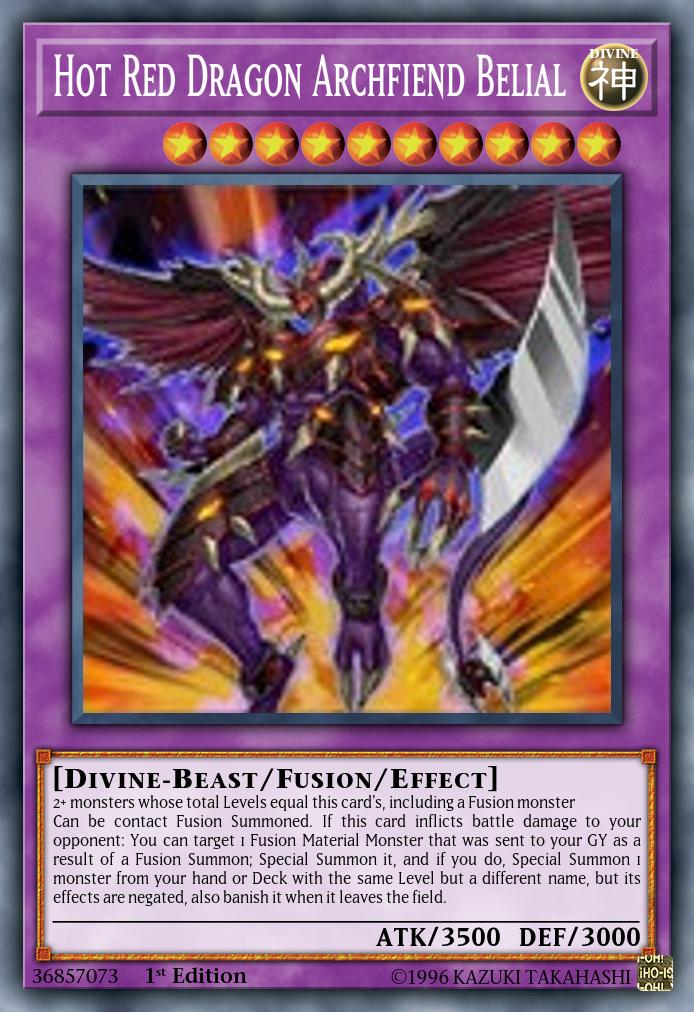 HOT RED DRAGON ARCHFIEND BELIAL
DIVINE
神
[DIVINE-BEAST/FUSION/EFFECT]
2+ monsters whose total Levels equal this card's, including a Fusion monster
Can be contact Fusion Summoned. If this card inflicts battle damage to your
opponent: You can target 1 Fusion Material Monster that was sent to your GY as a
result of a Fusion Summon; Special Summon it, and if you do, Special Summon 1
monster from your hand or Deck with the same Level but a different name, but its
effects are negated, also banish it when it leaves the field.
ATK/3500 DEF/3000
36857073 1st Edition ©1996 KAZUKI TAKAHASHI